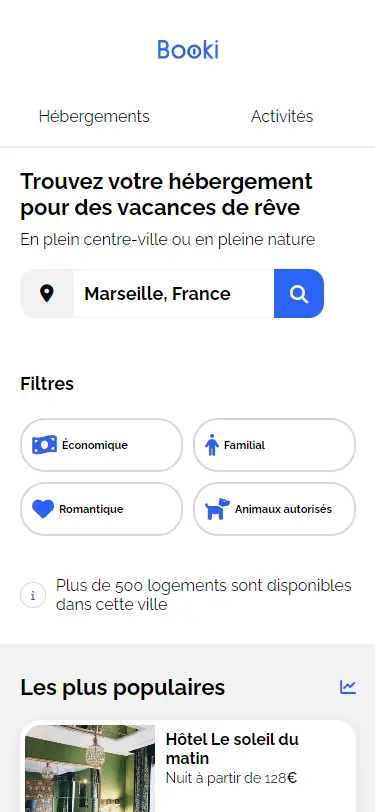 Booki
Hébergements
Activités
Trouvez votre hébergement
pour des vacances de rêve
En plein centre-ville ou en pleine nature
Marseille, France
Filtres
Économique
Familial
Romantique
Animaux autorisés
Plus de 500 logements sont disponibles
dans cette ville
Les plus populaires
Hôtel Le soleil du
matin
Nuit à partir de 128€